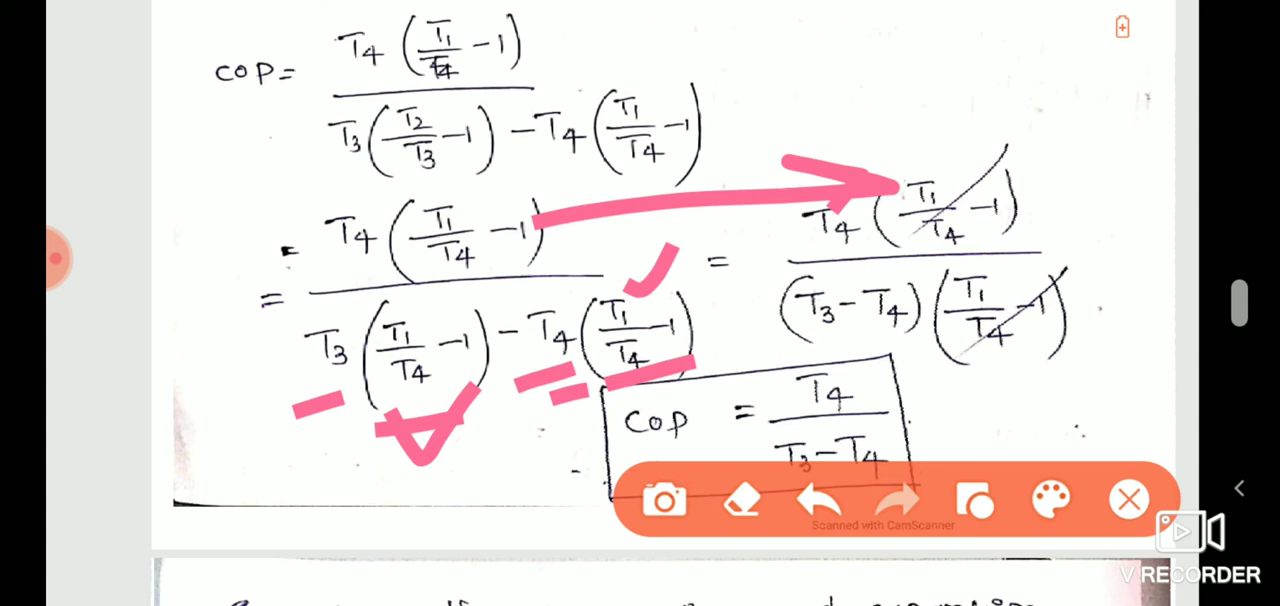 COP = T4 (T1/T4 − 1) / T3 (T2/T3 − 1) − T4 (T1/T4 − 1)
= T4 (T1/T4 − 1) / T3 (T1/T4 − 1) − T4 (T1/T4 − 1) = T4 (T1/T4 − 1) / (T3 − T4) (T1/T4 − 1)
COP = T4 / T3 − T4
Scanned with CamScanner
V RECORDER